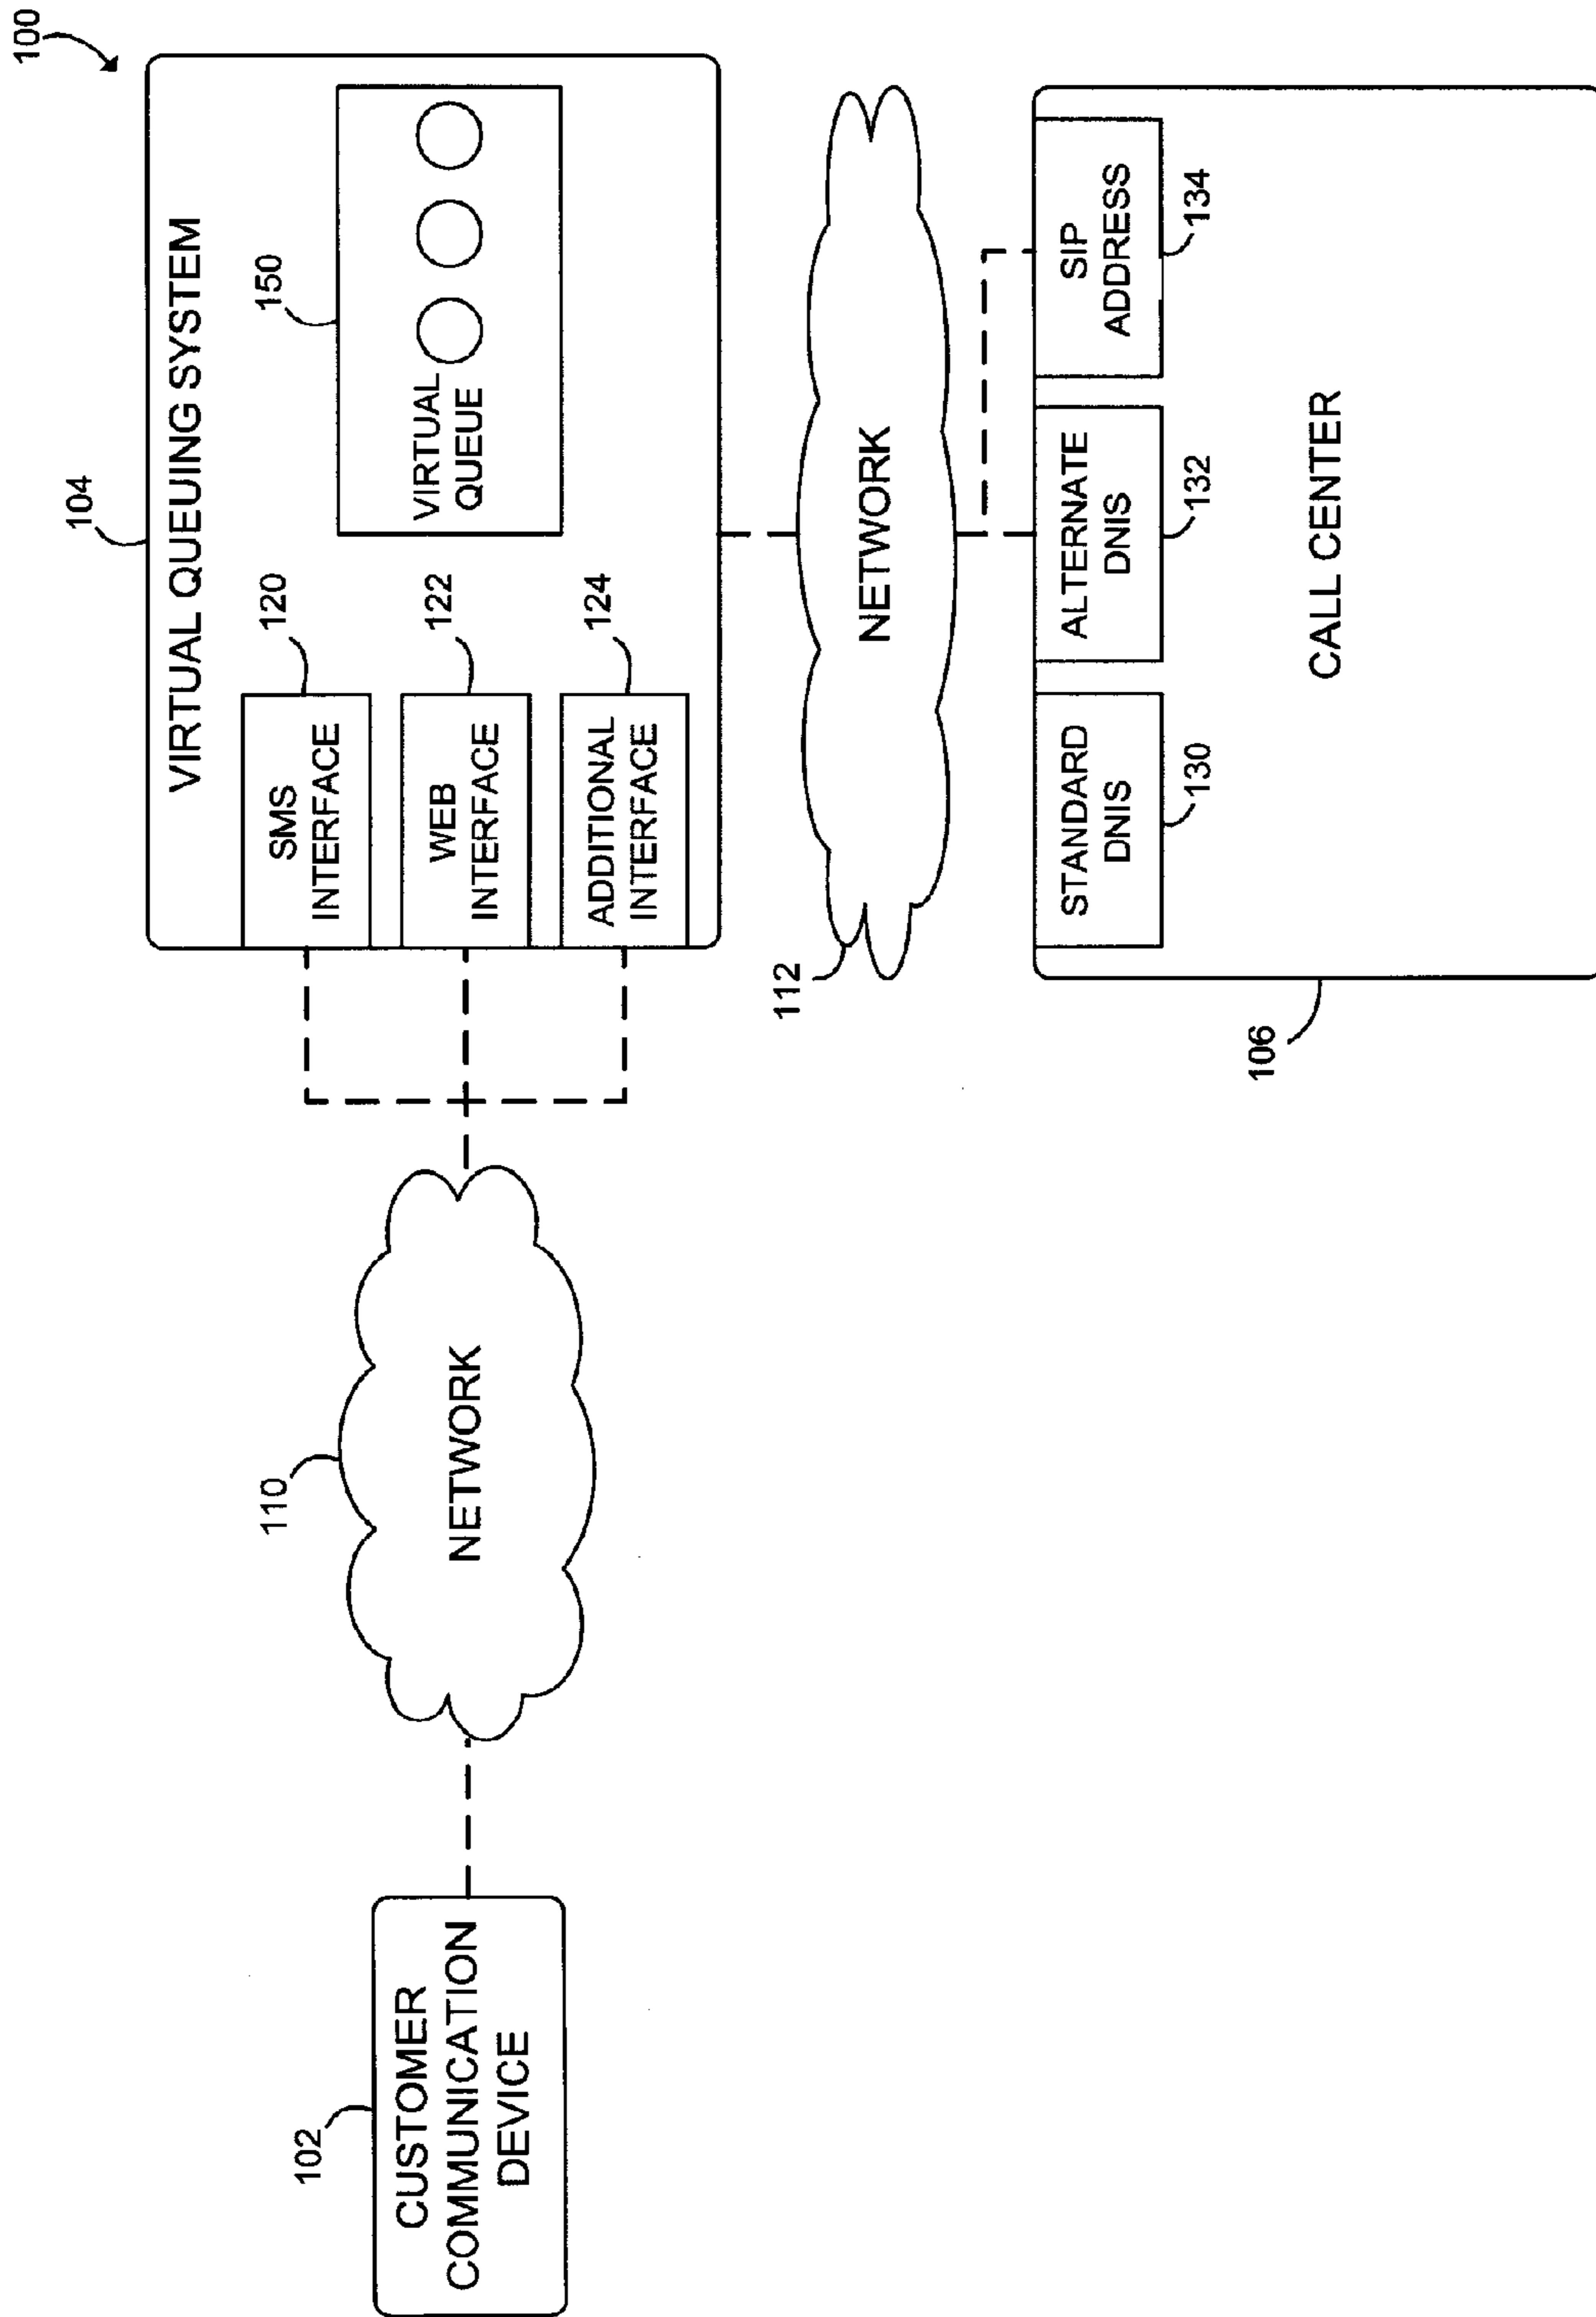 100
104
VIRTUAL QUEUING SYSTEM
120
SMS
INTERFACE
122
WEB
INTERFACE
124
ADDITIONAL
INTERFACE
150
VIRTUAL
QUEUE
102
CUSTOMER
COMMUNICATION
DEVICE
110
NETWORK
112
NETWORK
106
STANDARD
DNIS
130
ALTERNATE
DNIS
132
SIP
ADDRESS
134
CALL CENTER